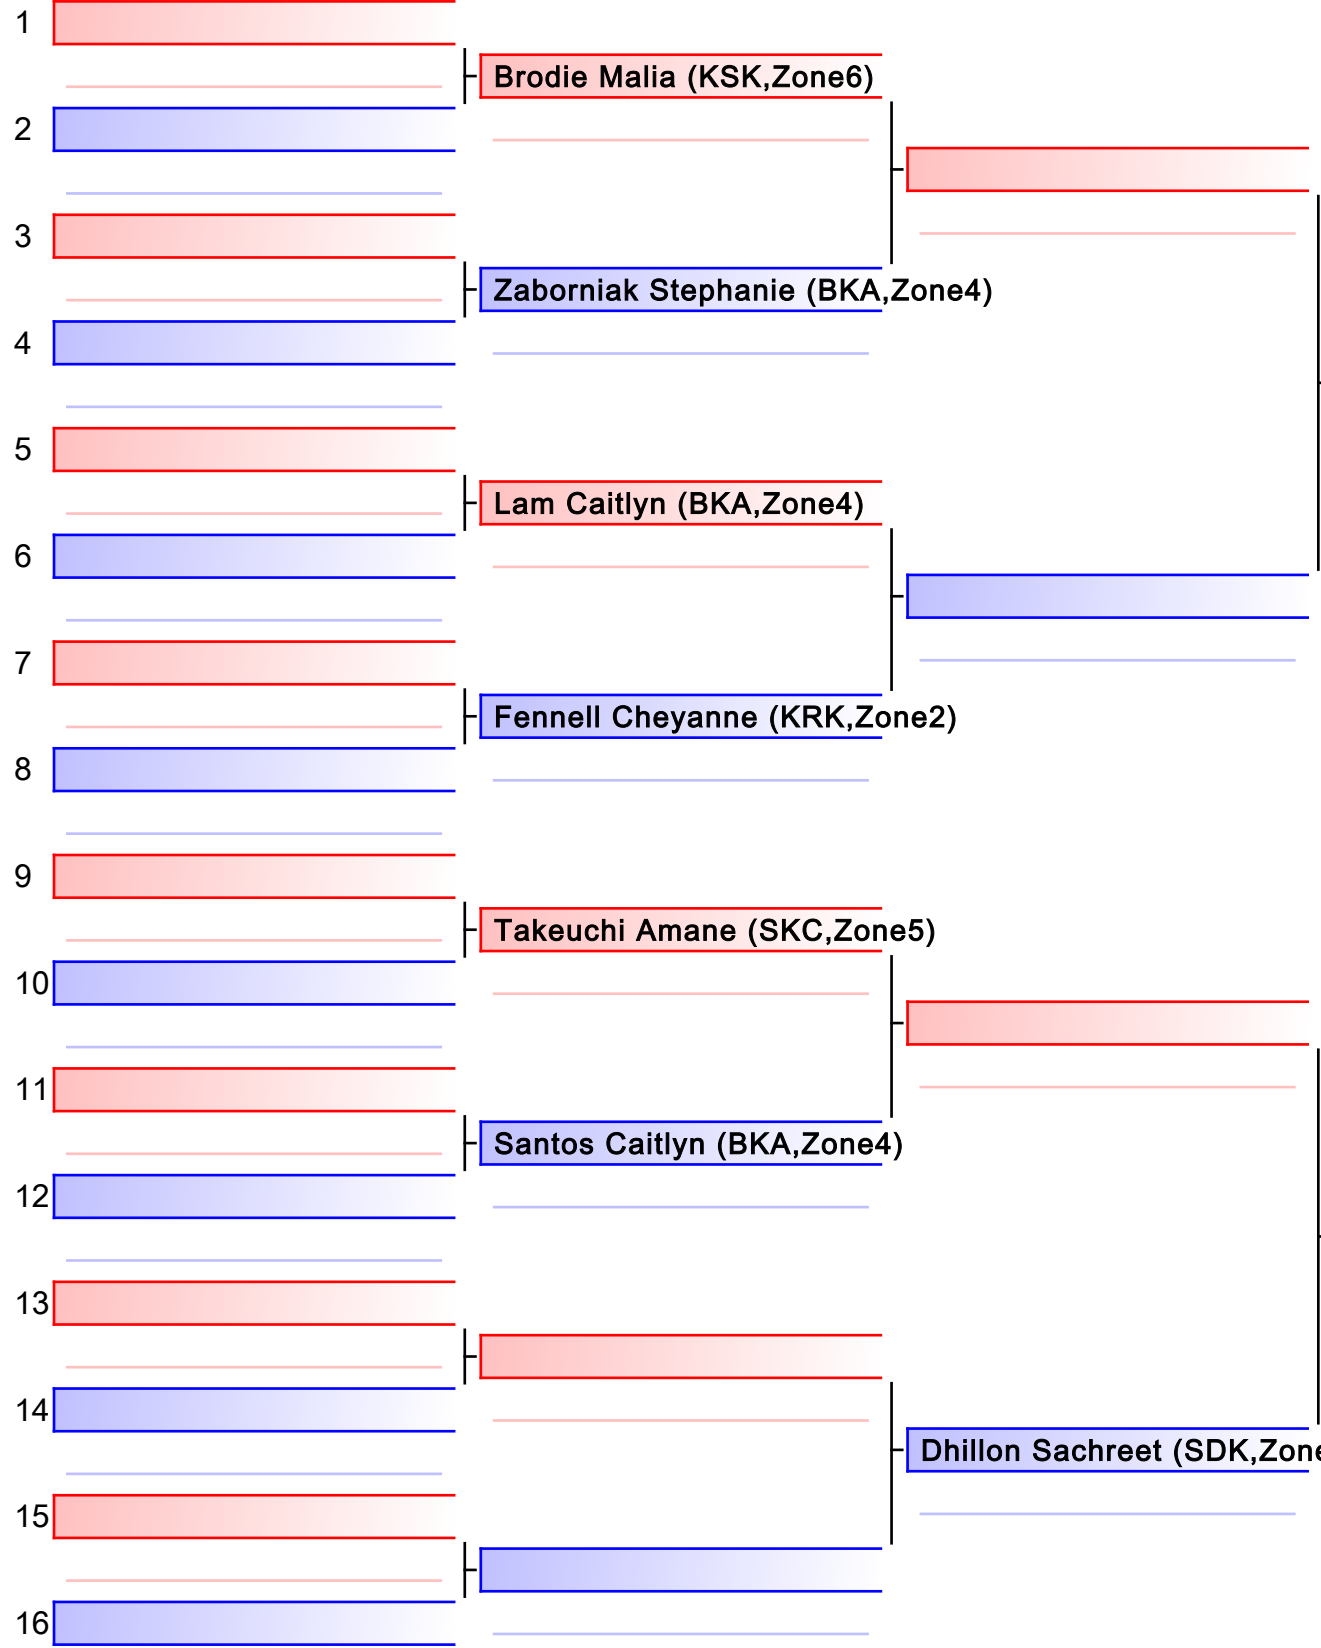 1
Brodie Malia (KSK,Zone6)
2
3
Zaborniak Stephanie (BKA,Zone4)
4
5
Lam Caitlyn (BKA,Zone4)
6
7
Fennell Cheyanne (KRK,Zone2)
8
9
Takeuchi Amane (SKC,Zone5)
10
11
Santos Caitlyn (BKA,Zone4)
12
13
14
Dhillon Sachreet (SDK,Zone
15
16